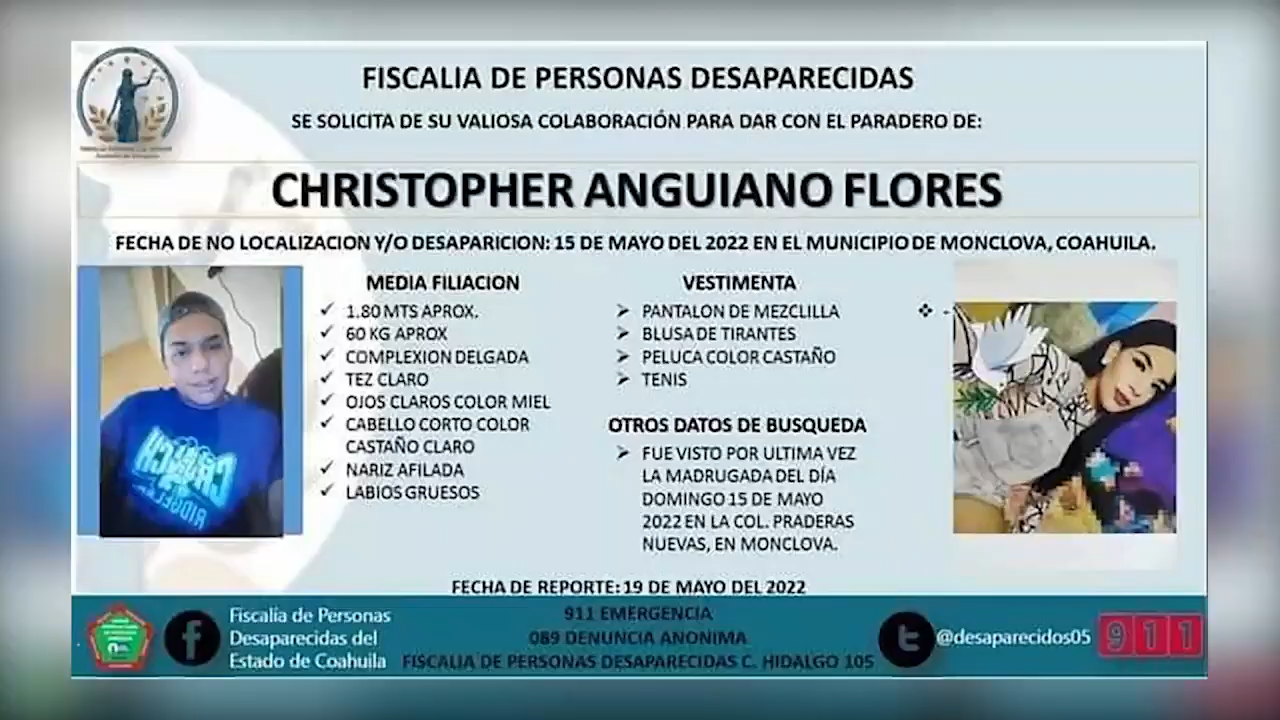 FISCALIA DE PERSONAS DESAPARECIDAS
SE SOLICITA DE SU VALIOSA COLABORACIÓN PARA DAR CON EL PARADERO DE:
CHRISTOPHER ANGUIANO FLORES
FECHA DE NO LOCALIZACION Y/O DESAPARICION: 15 DE MAYO DEL 2022 EN EL MUNICIPIO DE MONCLOVA, COAHUILA.
MEDIA FILIACION
✓ 1.80 MTS APROX.
✓ 60 KG APROX
✓ COMPLEXION DELGADA
✓ TEZ CLARO
✓ OJOS CLAROS COLOR MIEL
✓ CABELLO CORTO COLOR
CASTAÑO CLARO
✓ NARIZ AFILADA
✓ LABIOS GRUESOS
VESTIMENTA
➢ PANTALON DE MEZCLILLA
➢ BLUSA DE TIRANTES
➢ PELUCA COLOR CASTAÑO
➢ TENIS
OTROS DATOS DE BUSQUEDA
➢ FUE VISTO POR ULTIMA VEZ
LA MADRUGADA DEL DÍA
DOMINGO 15 DE MAYO
2022 EN LA COL. PRADERAS
NUEVAS, EN MONCLOVA.
❖ -
FECHA DE REPORTE: 19 DE MAYO DEL 2022
Fiscalía de Personas
Desaparecidas del
Estado de Coahuila
911 EMERGENCIA
089 DENUNCIA ANONIMA
FISCALIA DE PERSONAS DESAPARECIDAS C. HIDALGO 105
@desaparecidos05
911